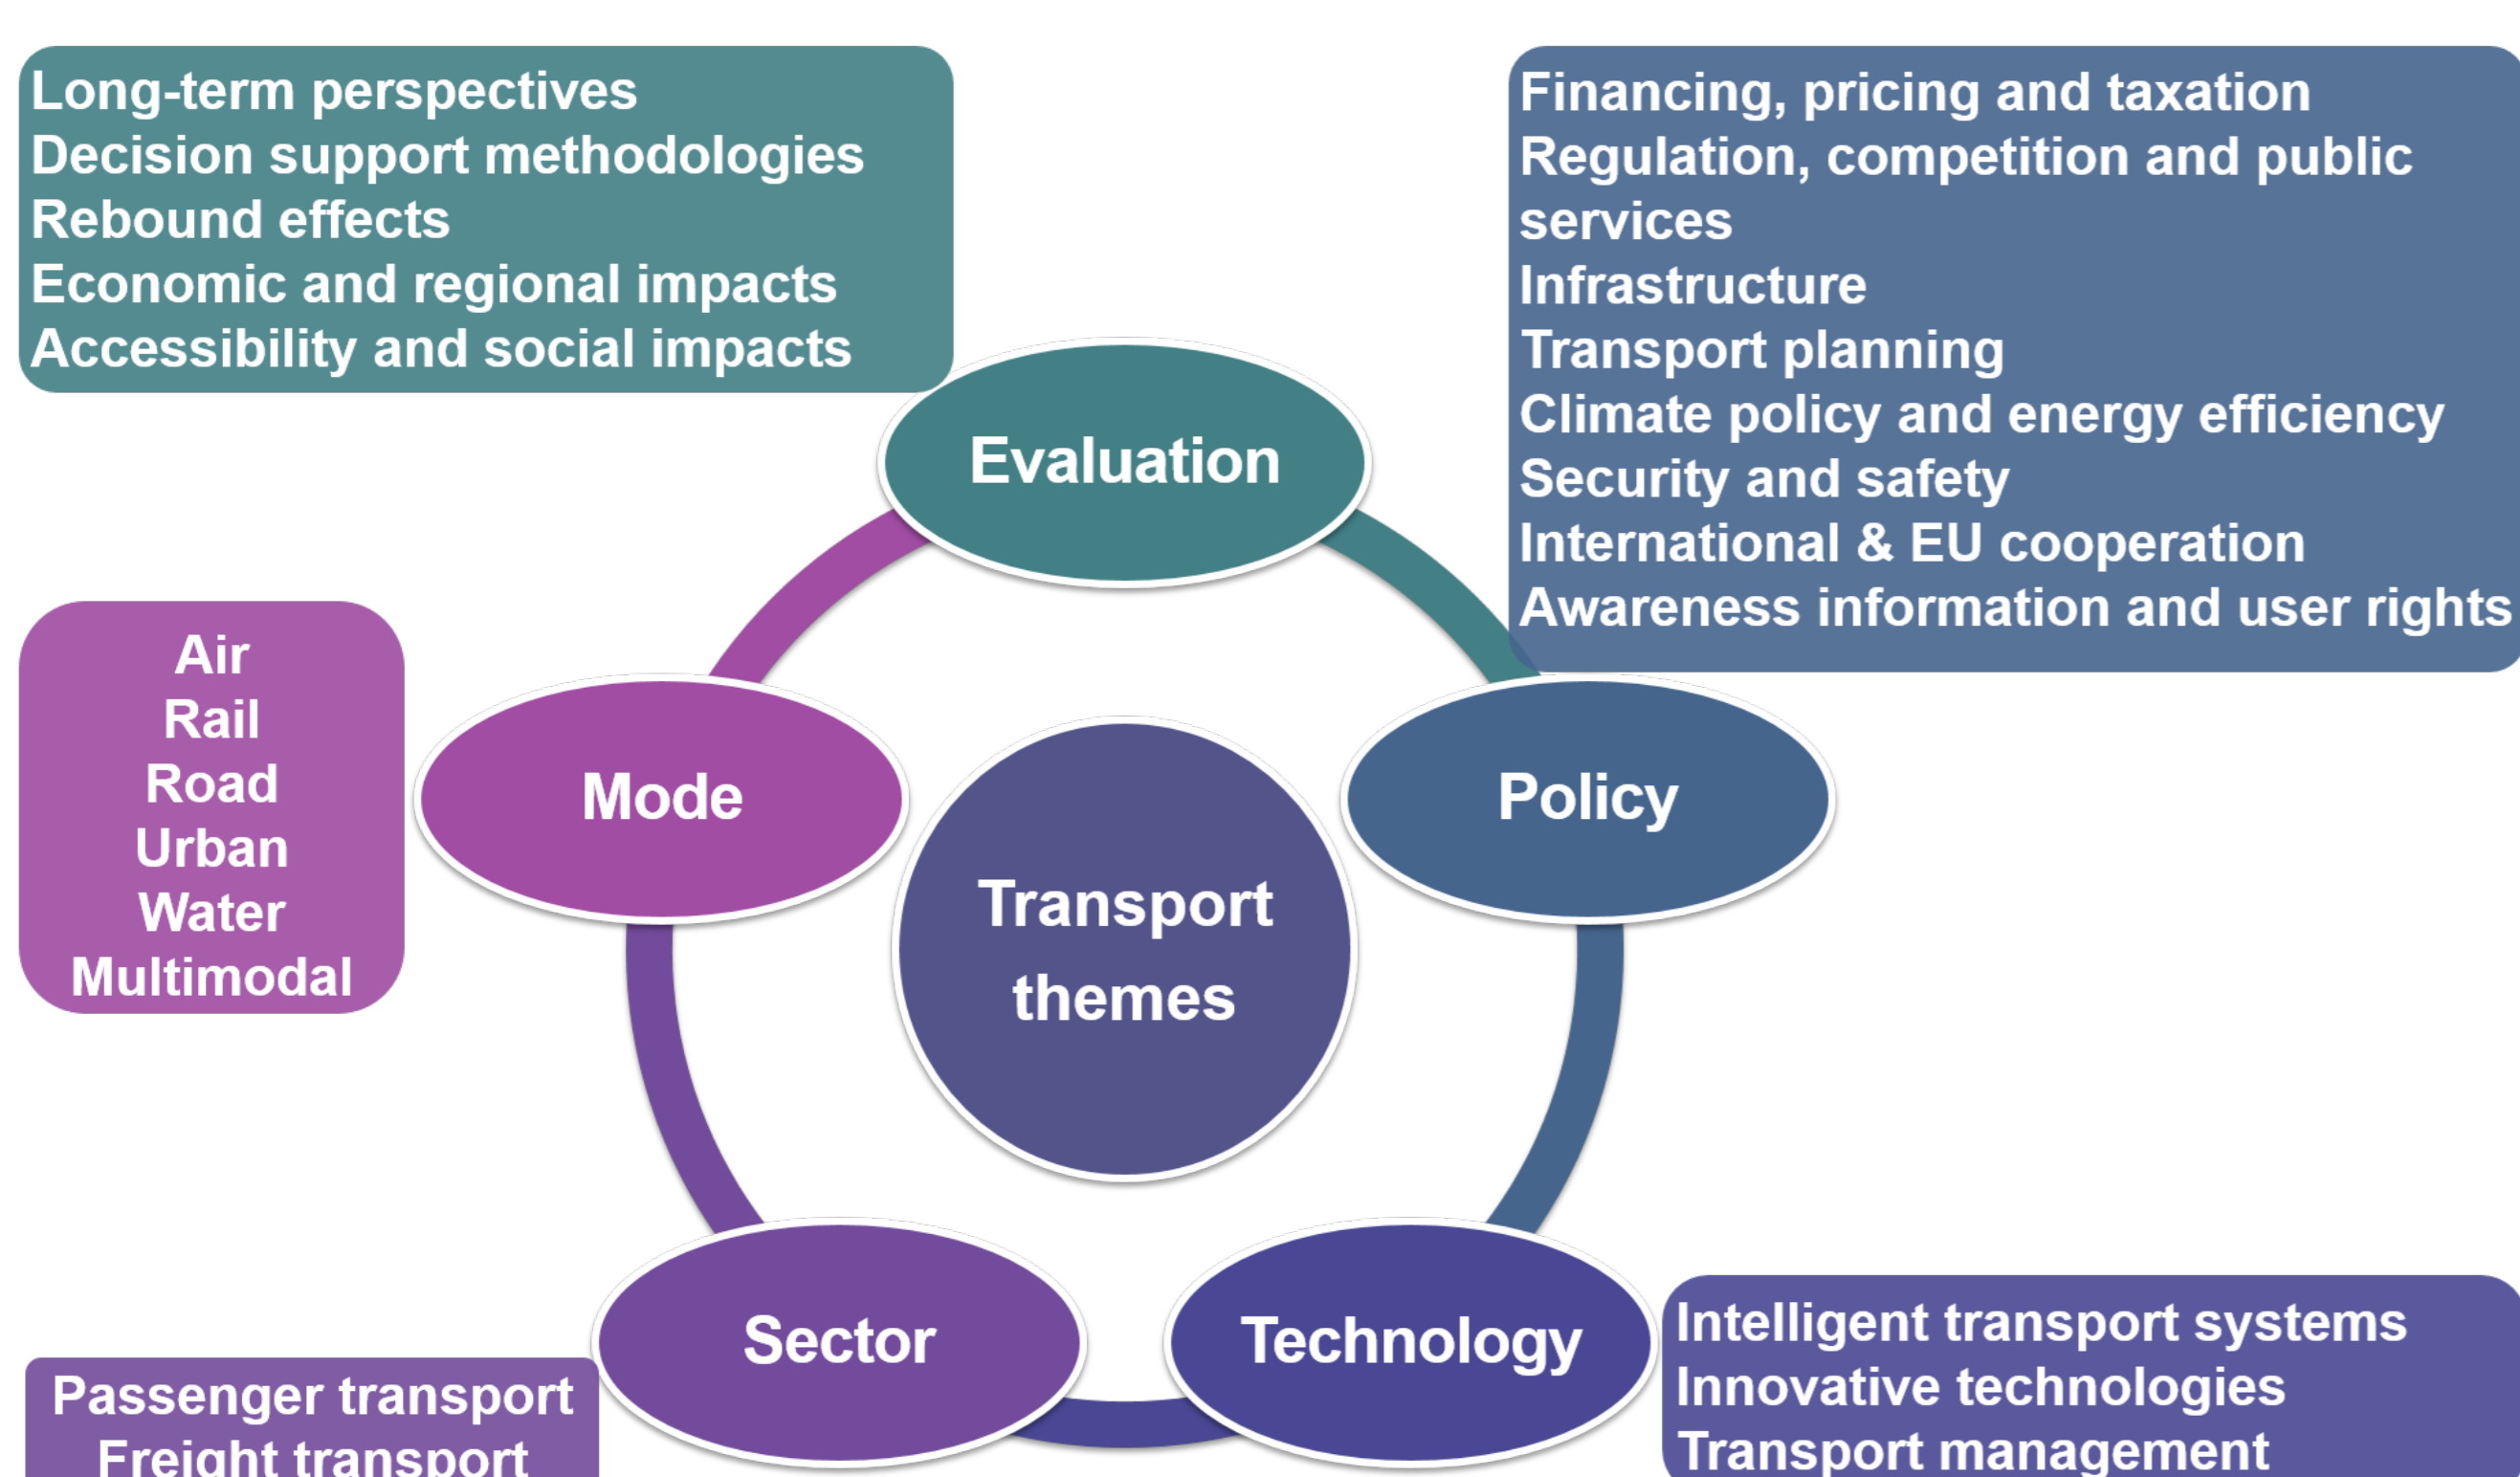 Long-term perspectives
Decision support methodologies
Rebound effects
Economic and regional impacts
Accessibility and social impacts
Financing, pricing and taxation
Regulation, competition and public
services
Infrastructure
Transport planning
Climate policy and energy efficiency
Security and safety
International & EU cooperation
Awareness information and user rights
Evaluation
Air
Rail
Road
Urban
Water
Multimodal
Mode
Policy
Transport
themes
Sector
Technology
Passenger transport
Freight transport
Intelligent transport systems
Innovative technologies
Transport management